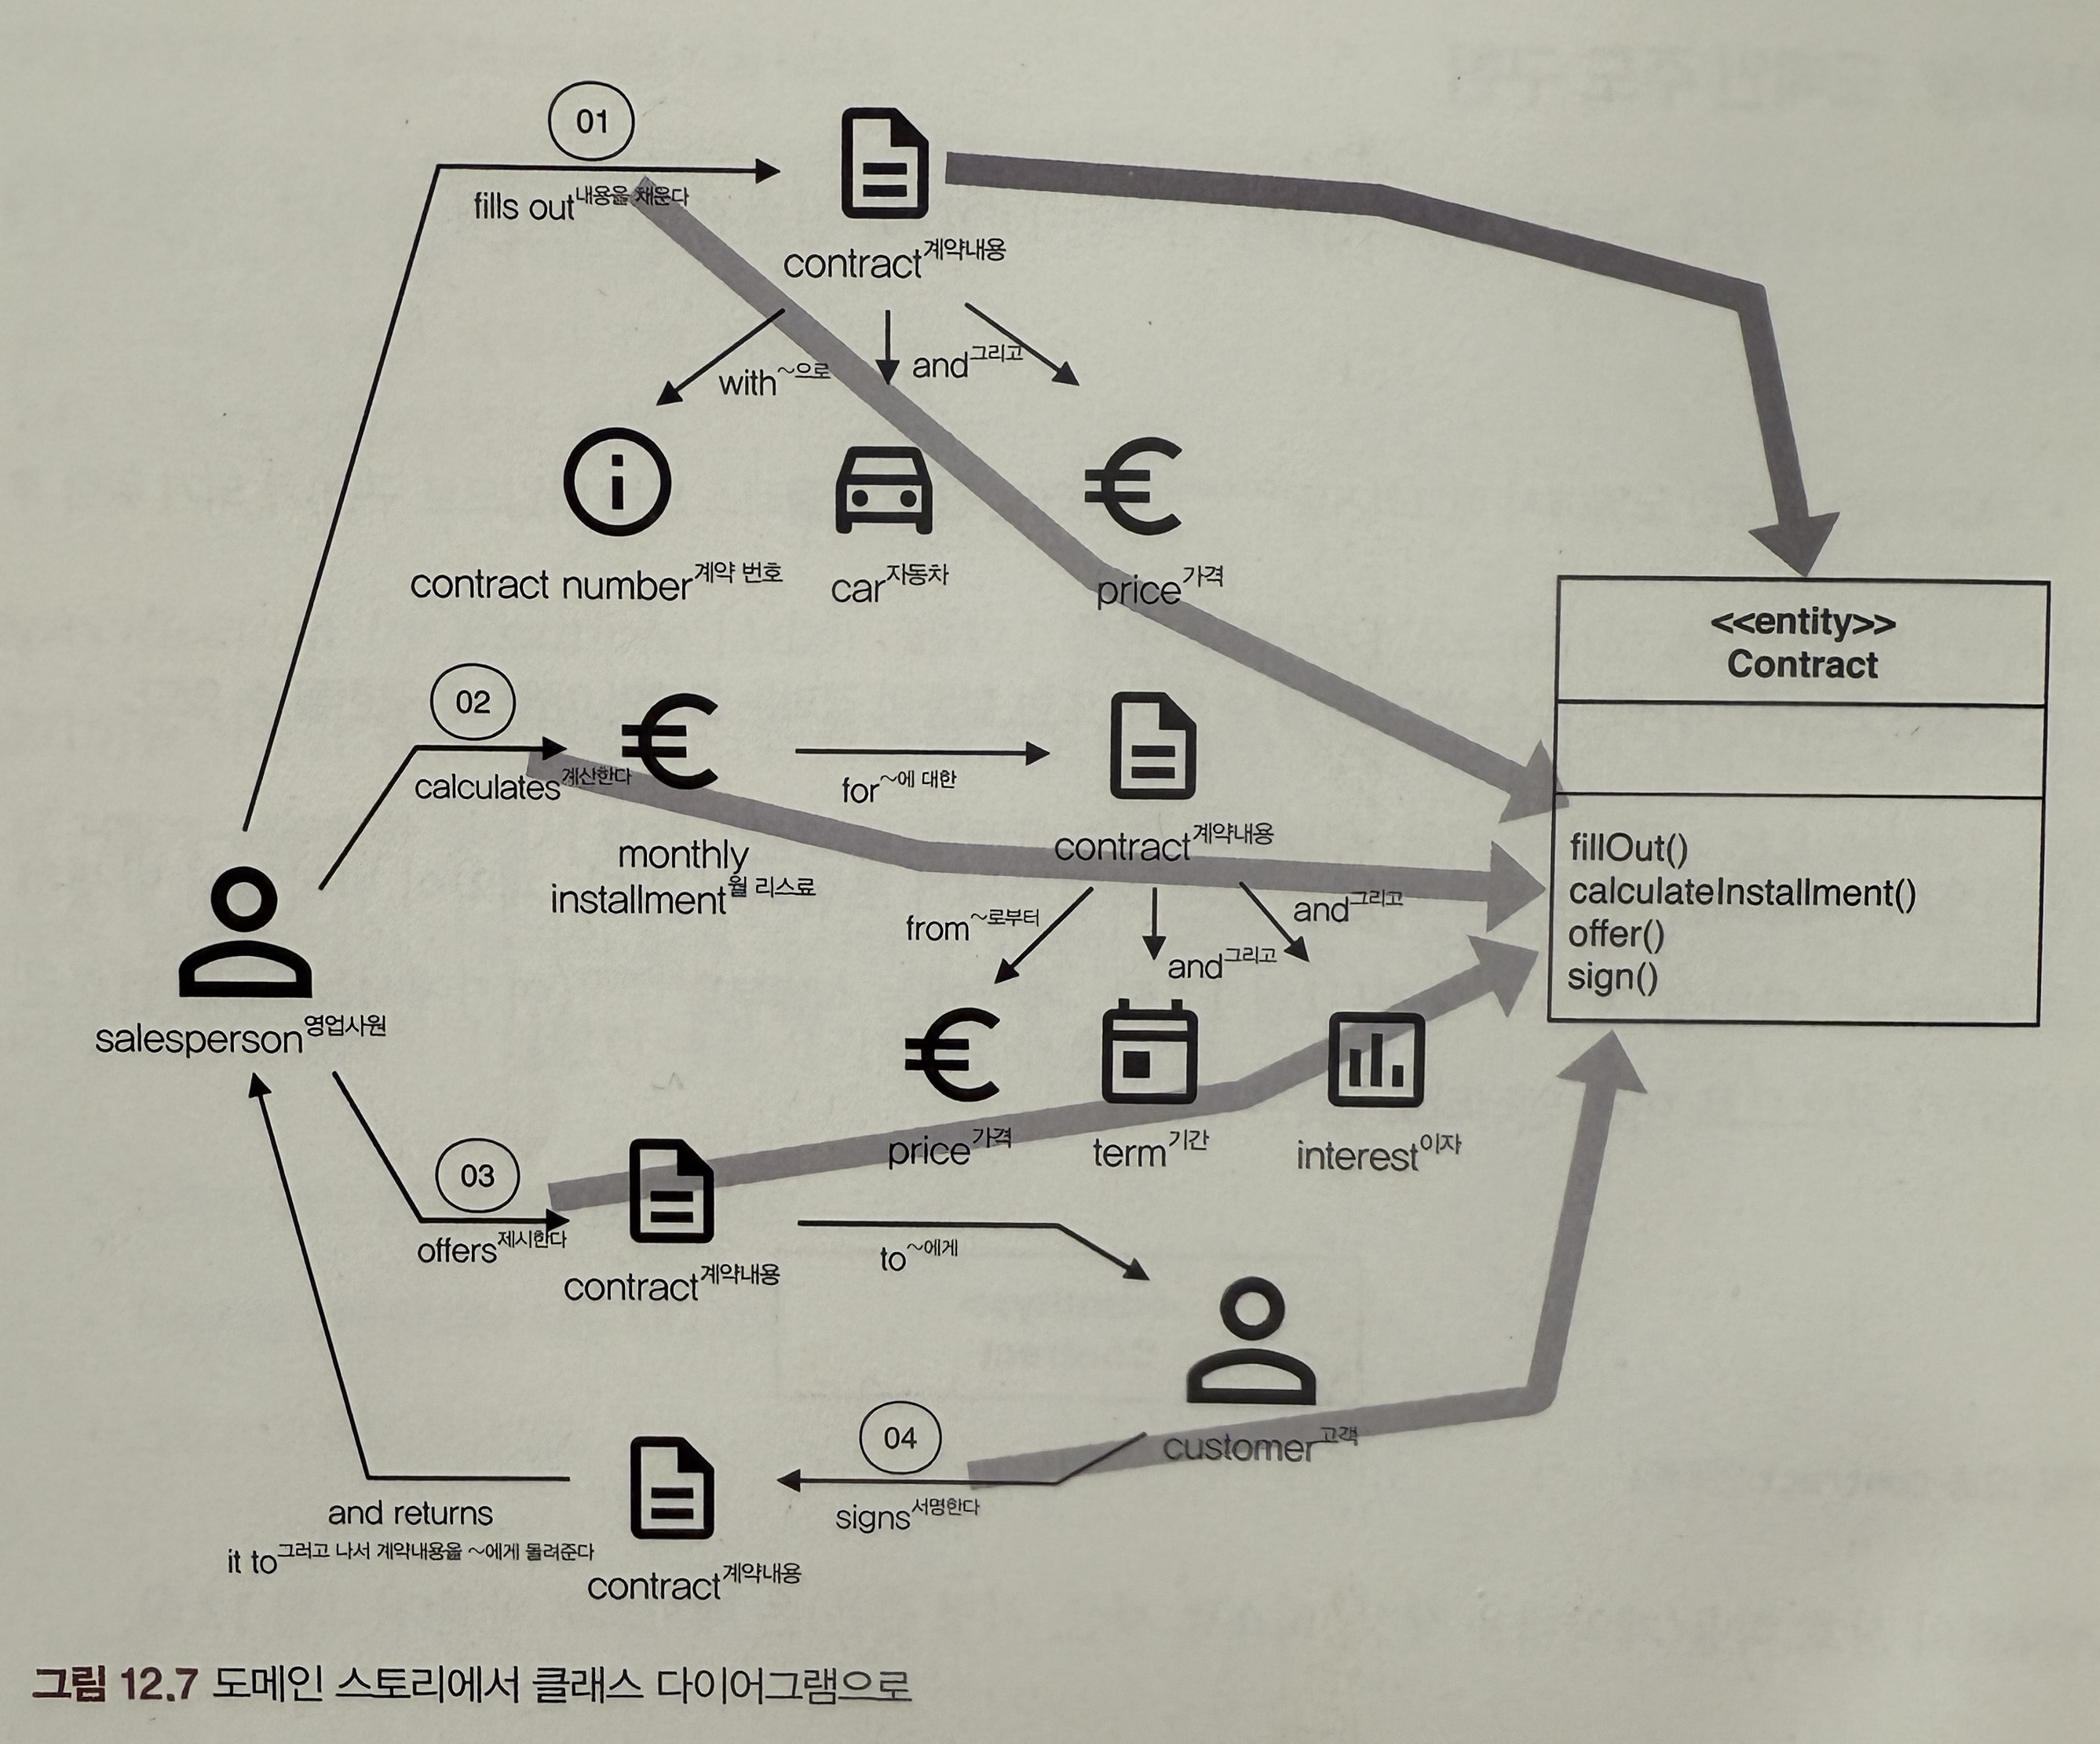 01
fills out내용을 채운다
contract계약내용
with~으로
and그리고
contract number계약 번호
car자동차
price가격
<<entity>>
Contract
fillOut()
calculateInstallment()
offer()
sign()
02
calculates계산한다
for~에 대한
monthly
installment월 리스료
contract계약내용
from~로부터
and그리고
and그리고
price가격
term기간
interest이자
salesperson영업사원
03
offers제시한다
contract계약내용
to~에게
customer고객
04
signs서명한다
contract계약내용
and returns
it to그러고 나서 계약내용을 ~에게 돌려준다
그림 12.7 도메인 스토리에서 클래스 다이어그램으로